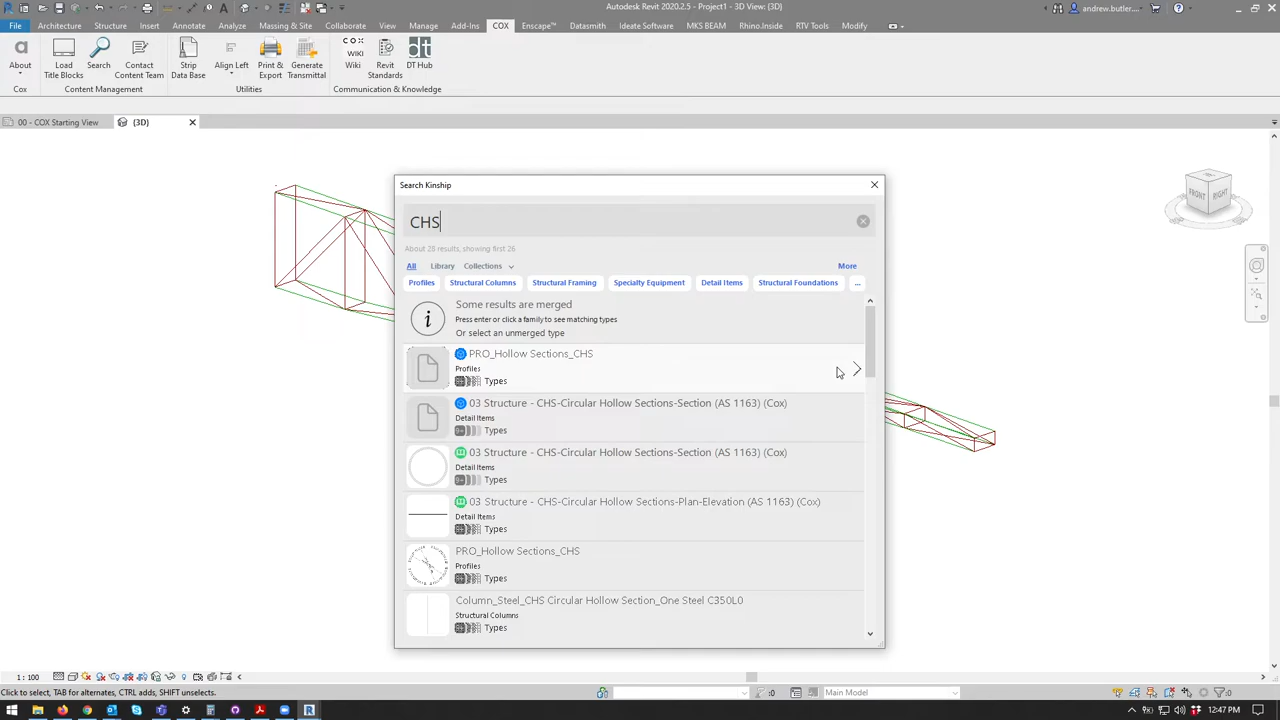 Autodesk Revit 2020.2.5 - Project1 - 3D View: {3D}
andrew.butler...
File Architecture Structure Insert Annotate Analyze Massing & Site Collaborate View Manage Add-Ins COX Enscape™ Datasmith Ideate Software MKS BEAM Rhino.Inside RVT Tools Modify
a
COX
WIKI
dt
About
Load
Title Blocks
Search
Contact
Content Team
Strip
Data Base
Align Left
Print &
Export
Generate
Transmittal
Wiki
Revit
Standards
DT Hub
Cox Content Management Utilities Communication & Knowledge
00 - COX Starting View
{3D}
FRONT RIGHT
Search Kinship
CHS
About 28 results, showing first 26
All Library Collections More
Profiles Structural Columns Structural Framing Specialty Equipment Detail Items Structural Foundations ...
Some results are merged
Press enter or click a family to see matching types
Or select an unmerged type
PRO_Hollow Sections_CHS
Profiles
Types
03 Structure - CHS-Circular Hollow Sections-Section (AS 1163) (Cox)
Detail Items
9+ Types
03 Structure - CHS-Circular Hollow Sections-Section (AS 1163) (Cox)
Detail Items
9+ Types
03 Structure - CHS-Circular Hollow Sections-Plan-Elevation (AS 1163) (Cox)
Detail Items
Types
PRO_Hollow Sections_CHS
Profiles
Types
Column_Steel_CHS Circular Hollow Section_One Steel C350L0
Structural Columns
Types
1 : 100
Click to select, TAB for alternates, CTRL adds, SHIFT unselects.
:0
Main Model
:0
12:47 PM